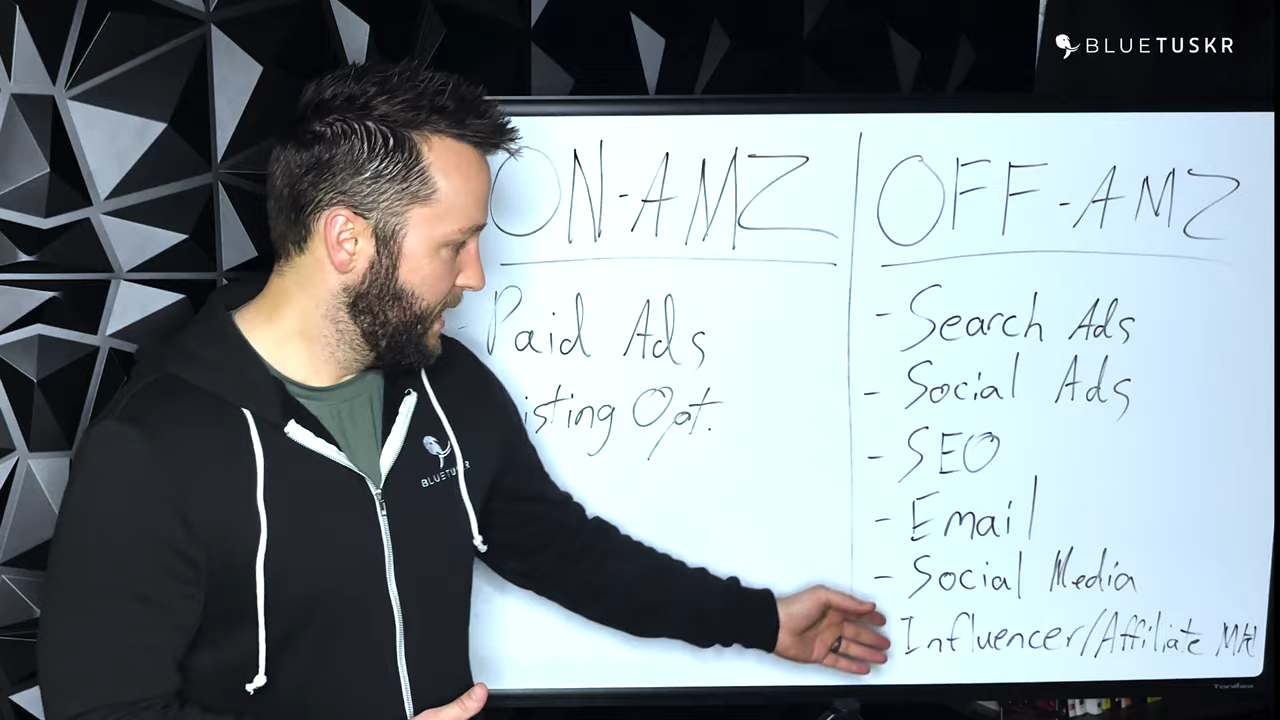 BLUETUSKR
ON-AMZ
- Paid Ads
isting Opt.
OFF-AMZ
- Search Ads
- Social Ads
- SEO
- Email
- Social Media
Influencer/Affiliate Mkt
BLUETUSKR